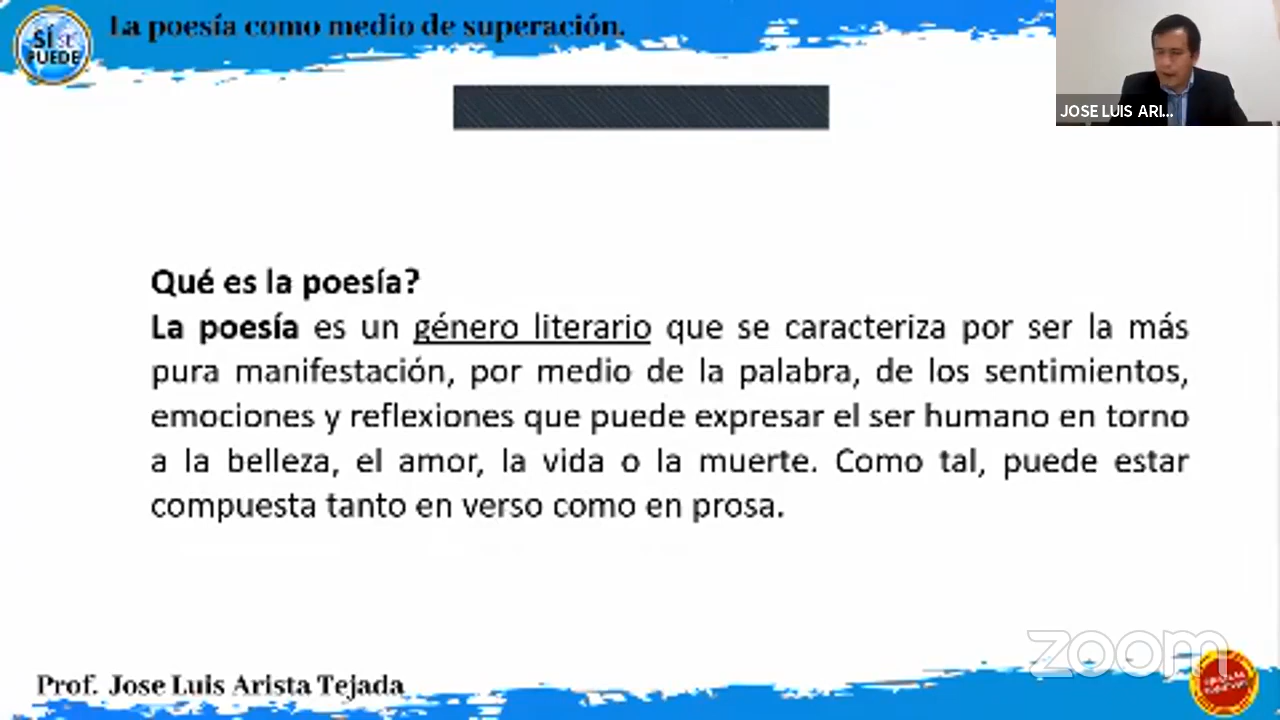 SÍ se
PUEDE
La poesía como medio de superación.
JOSE LUIS ARI...
Qué es la poesía?
La poesía es un género literario que se caracteriza por ser la más
pura manifestación, por medio de la palabra, de los sentimientos,
emociones y reflexiones que puede expresar el ser humano en torno
a la belleza, el amor, la vida o la muerte. Como tal, puede estar
compuesta tanto en verso como en prosa.
zoom
Prof. Jose Luis Arista Tejada